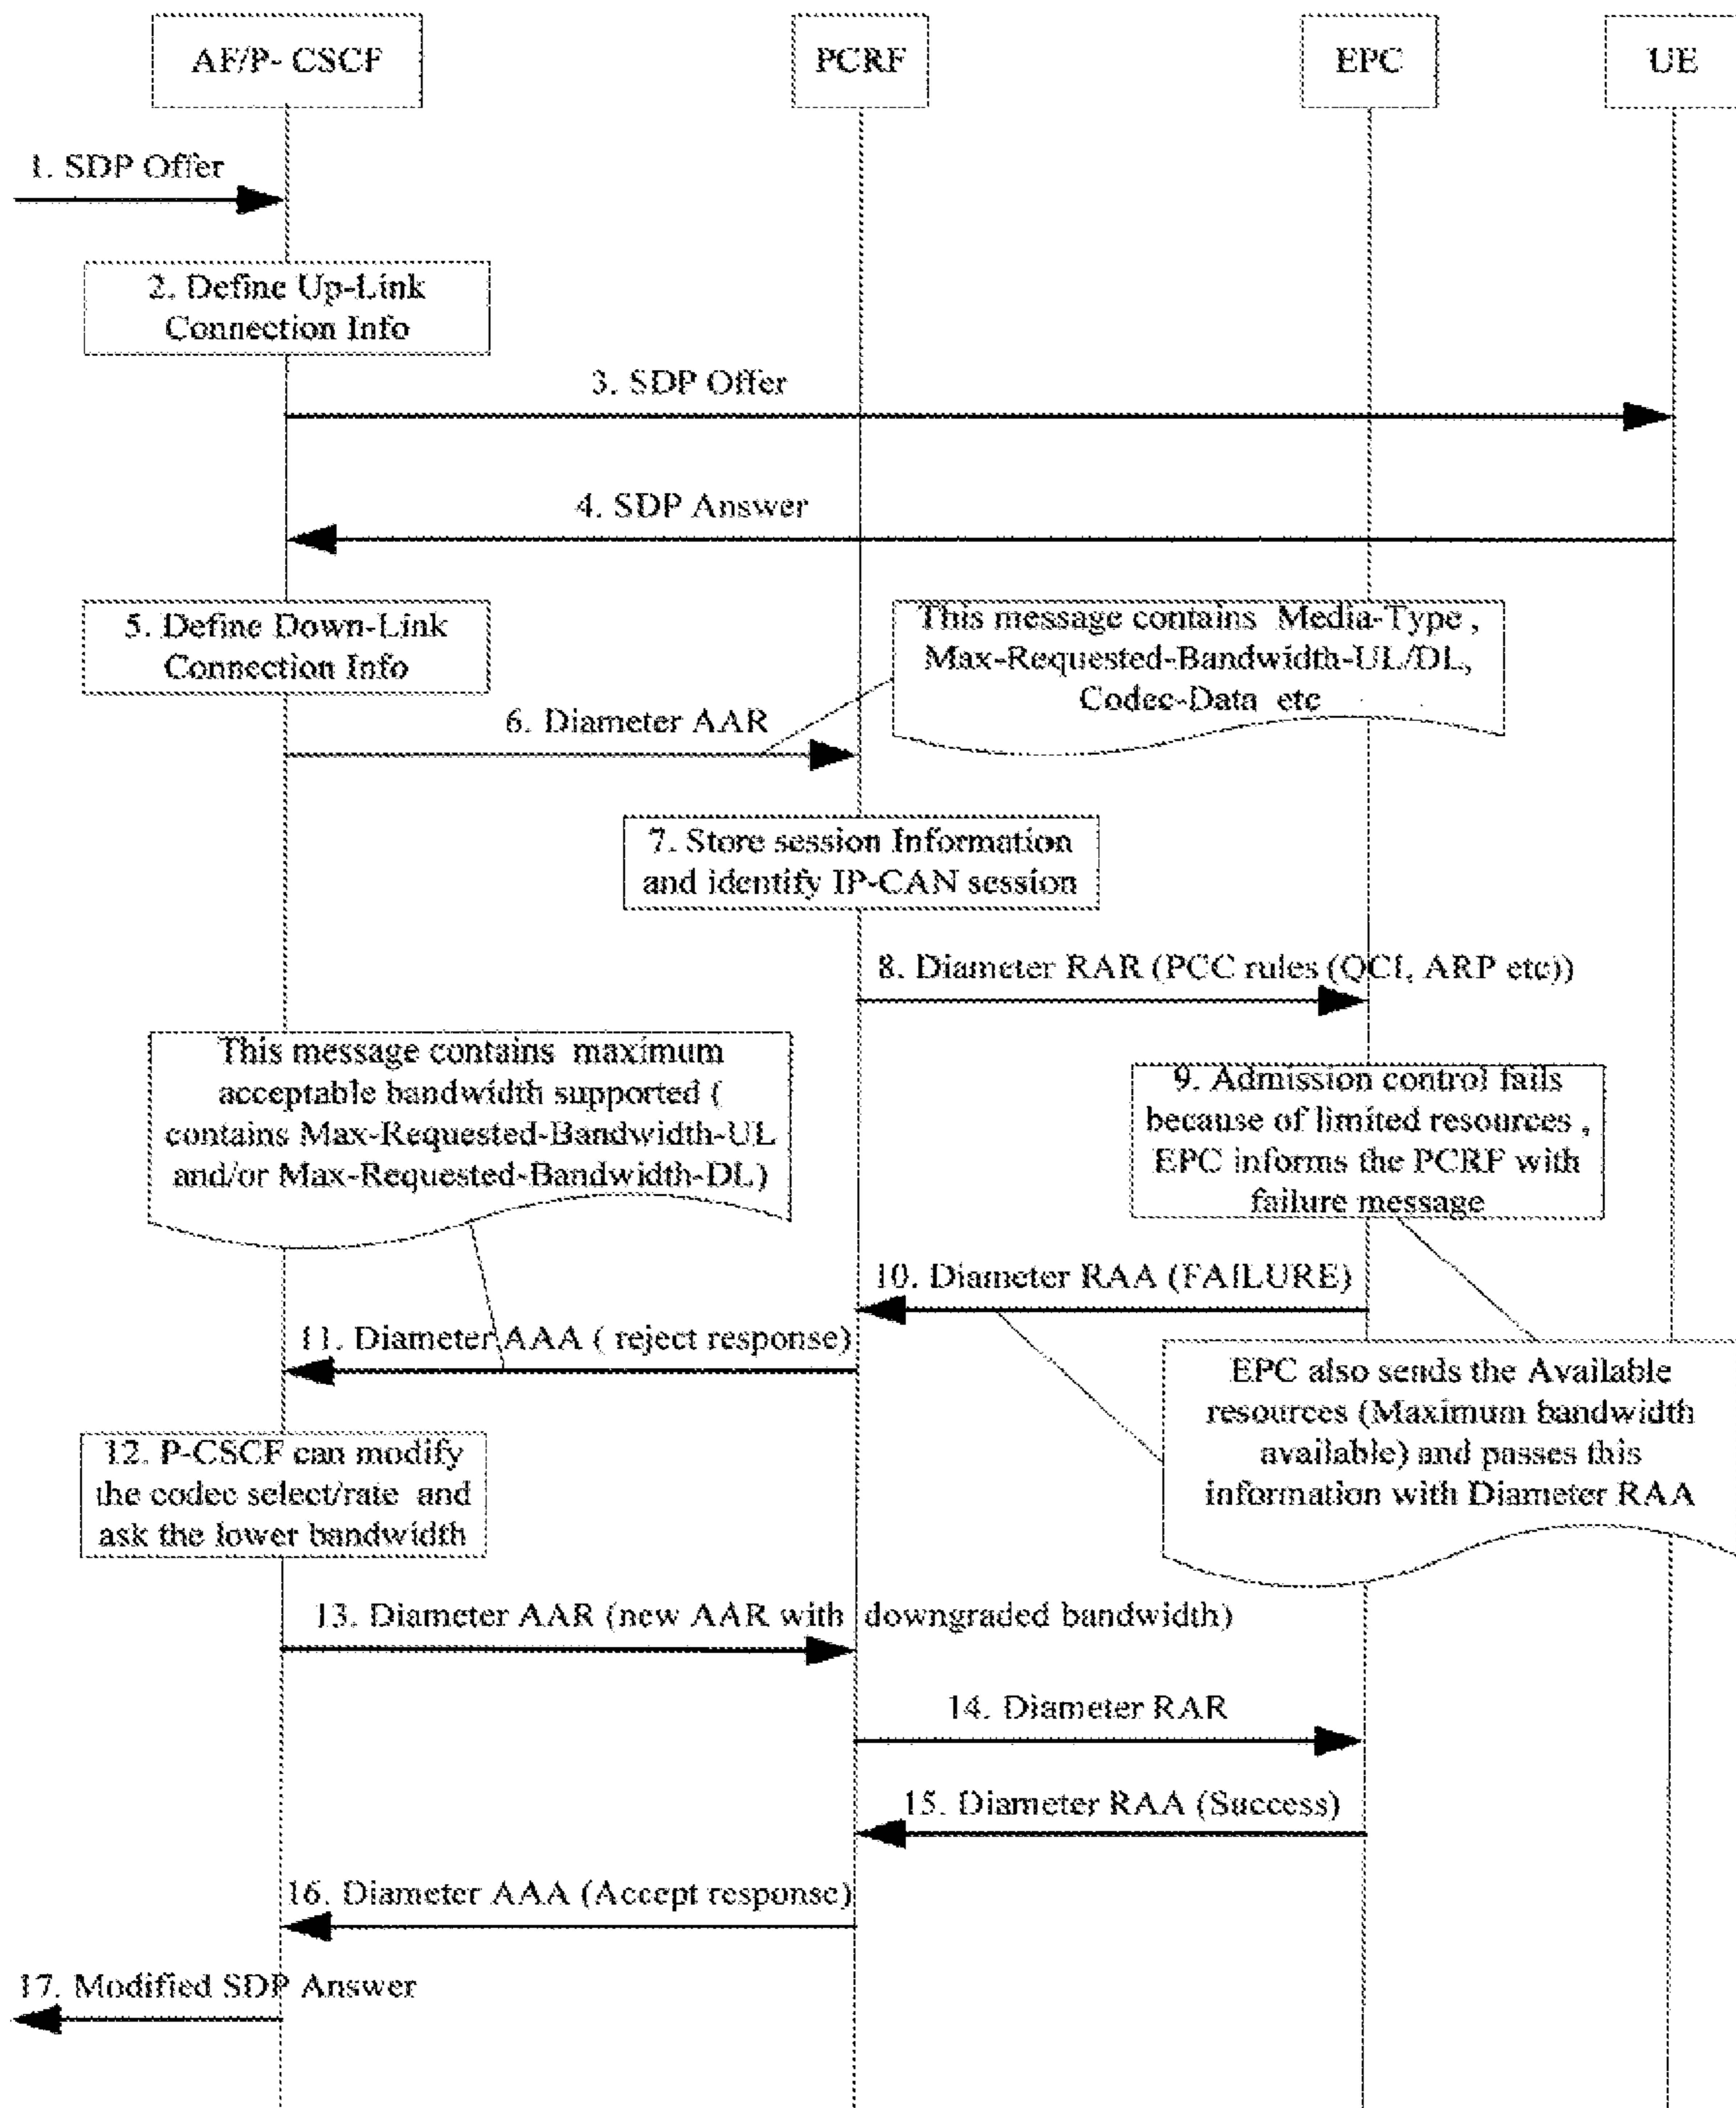 AF/P- CSCF
PCRF
EPC
UE
1. SDP Offer
2. Define Up-Link
Connection Info
3. SDP Offer
4. SDP Answer
5. Define Down-Link
Connection Info
This message contains Media-Type ,
Max-Requested-Bandwidth-UL/DL,
Codec-Data etc
6. Diameter AAR
7. Store session Information
and identify IP-CAN session
8. Diameter RAR (PCC rules (QCI, ARP etc))
This message contains maximum
acceptable bandwidth supported (
contains Max-Requested-Bandwidth-UL
and/or Max-Requested-Bandwidth-DL)
9. Admission control fails
because of limited resources ,
EPC informs the PCRF with
failure message
10. Diameter RAA (FAILURE)
11. Diameter AAA ( reject response)
EPC also sends the Available
resources (Maximum bandwidth
available) and passes this
information with Diameter RAA
12. P-CSCF can modify
the codec select/rate and
ask the lower bandwidth
13. Diameter AAR (new AAR with downgraded bandwidth)
14. Diameter RAR
15. Diameter RAA (Success)
16. Diameter AAA (Accept response)
17. Modified SDP Answer